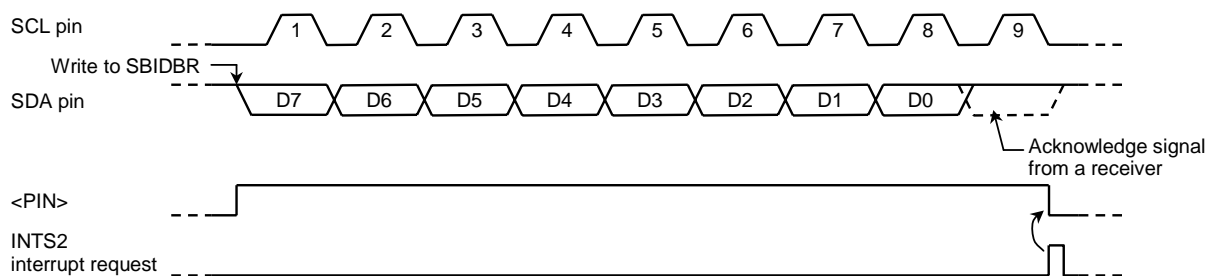 SCL pin
1 2 3 4 5 6 7 8 9
Write to SBIDBR
SDA pin
D7 D6 D5 D4 D3 D2 D1 D0
Acknowledge signal
from a receiver
<PIN>
INTS2
interrupt request